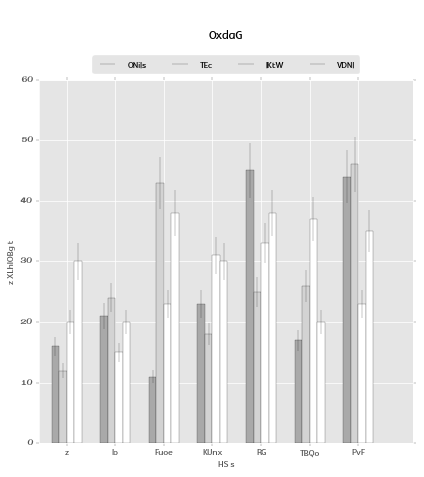 OxdaG
ONils TEc IKtW VDNl
60
50
40
30
20
10
0
z XLhlOBg t
z lb Fuoe KUnx RG TBQo PvF
HS s